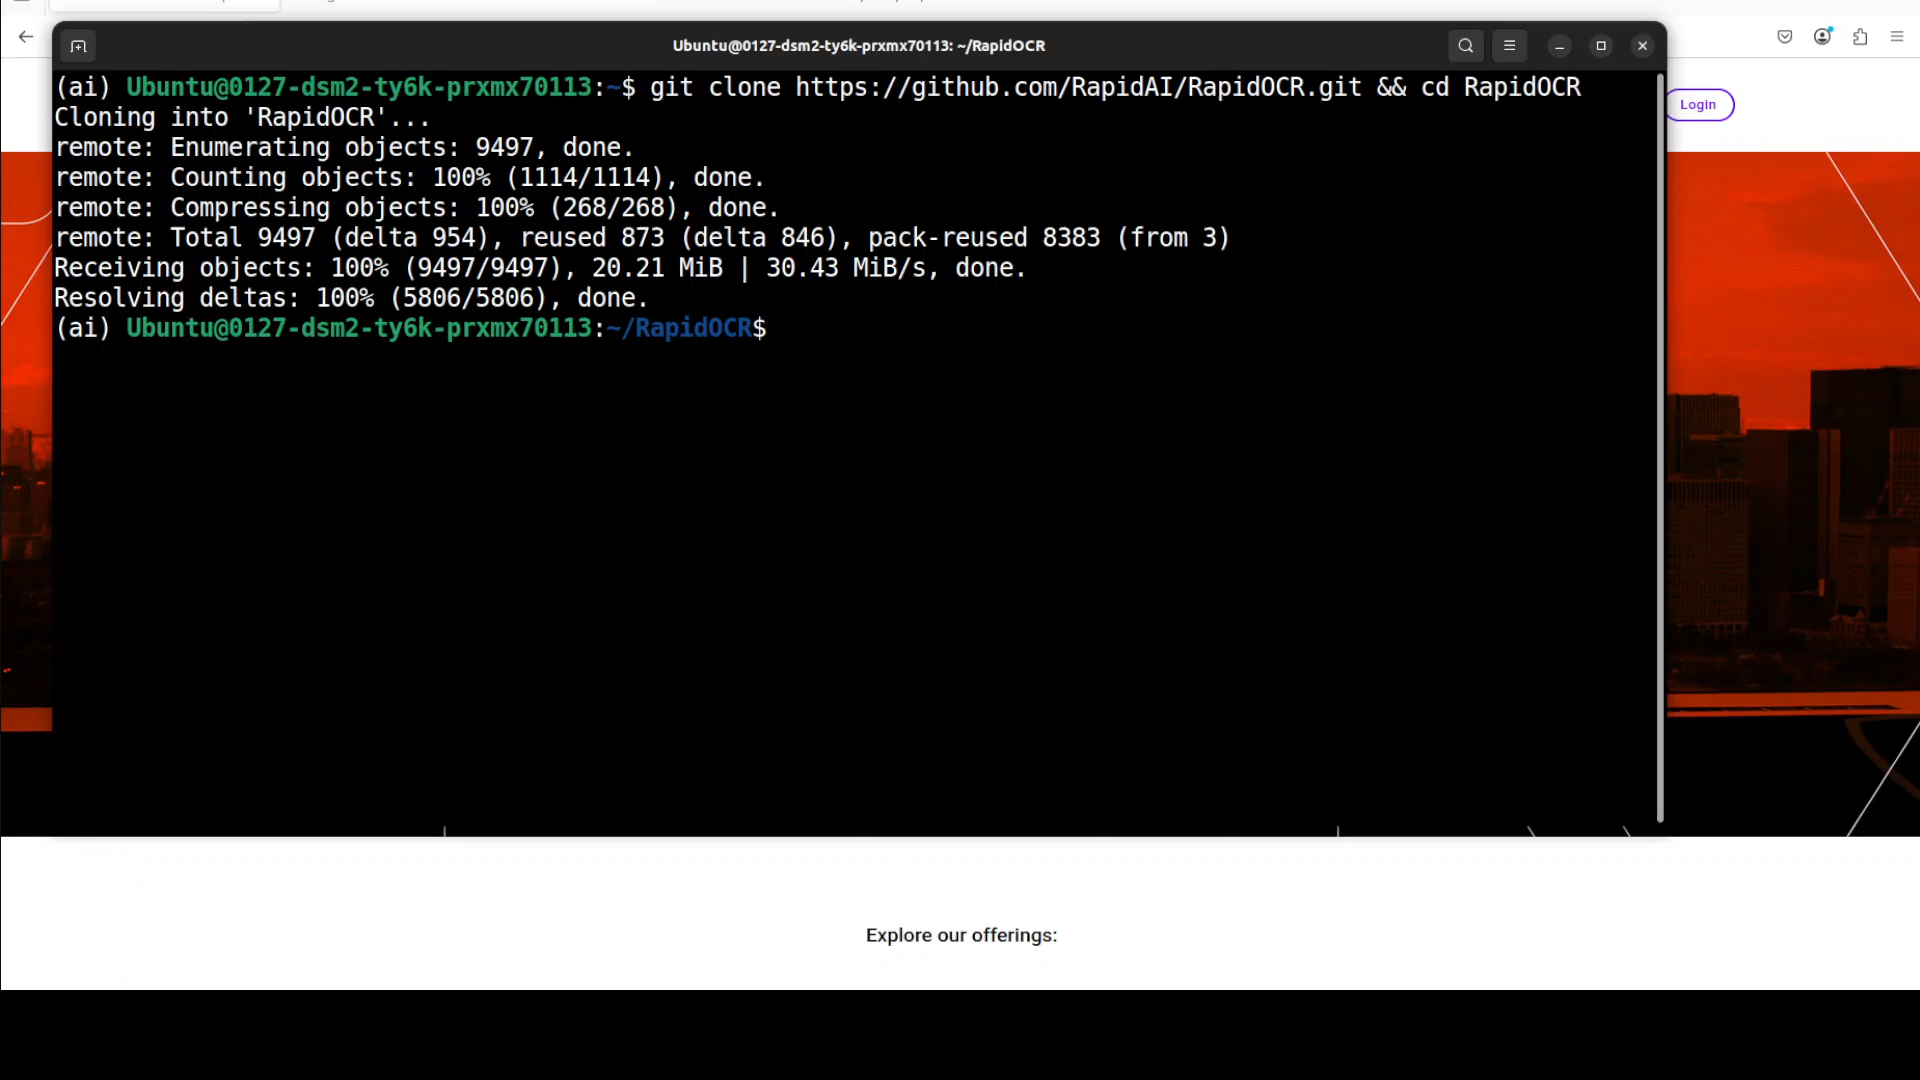 Ubuntu@0127-dsm2-ty6k-prxmx70113: ~/RapidOCR
(ai) Ubuntu@0127-dsm2-ty6k-prxmx70113:~$ git clone https://github.com/RapidAI/RapidOCR.git && cd RapidOCR
Login
Cloning into 'RapidOCR'...
remote: Enumerating objects: 9497, done.
remote: Counting objects: 100% (1114/1114), done.
remote: Compressing objects: 100% (268/268), done.
remote: Total 9497 (delta 954), reused 873 (delta 846), pack-reused 8383 (from 3)
Receiving objects: 100% (9497/9497), 20.21 MiB | 30.43 MiB/s, done.
Resolving deltas: 100% (5806/5806), done.
(ai) Ubuntu@0127-dsm2-ty6k-prxmx70113:~/RapidOCR$
Explore our offerings: